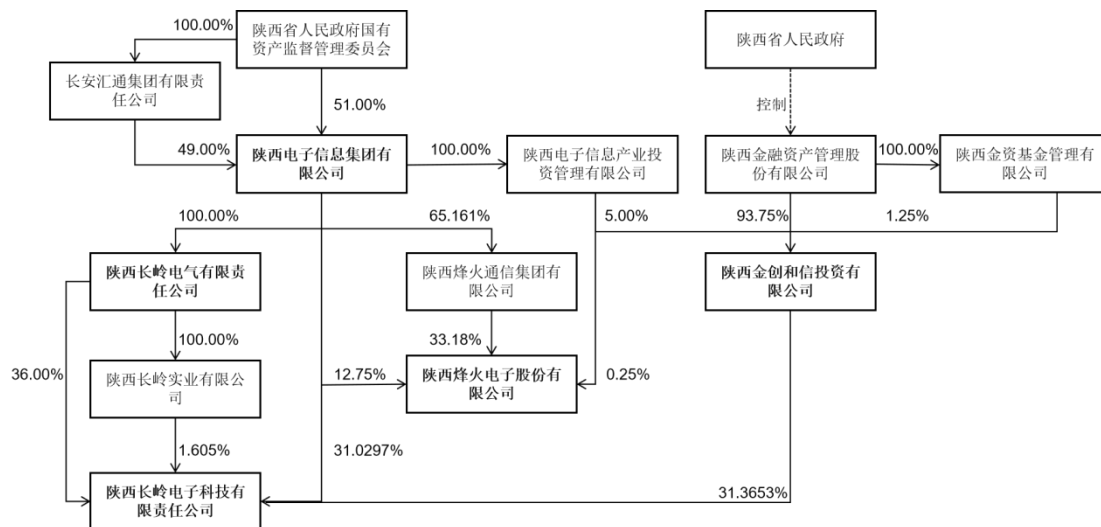 100.00%
陕西省人民政府国有
资产监督管理委员会
陕西省人民政府
长安汇通集团有限责
任公司
51.00%
控制
49.00%
陕西电子信息集团有
限公司
100.00%
陕西电子信息产业投
资管理有限公司
陕西金融资产管理股
份有限公司
100.00%
陕西金资基金管理有
限公司
100.00%
65.161%
5.00%
93.75%
1.25%
陕西长岭电气有限责
任公司
陕西烽火通信集团有
限公司
陕西金创和信投资有
限公司
100.00%
33.18%
36.00%
陕西长岭实业有限公
司
12.75%
陕西烽火电子股份有
限公司
0.25%
1.605%
31.0297%
陕西长岭电子科技有
限责任公司
31.3653%